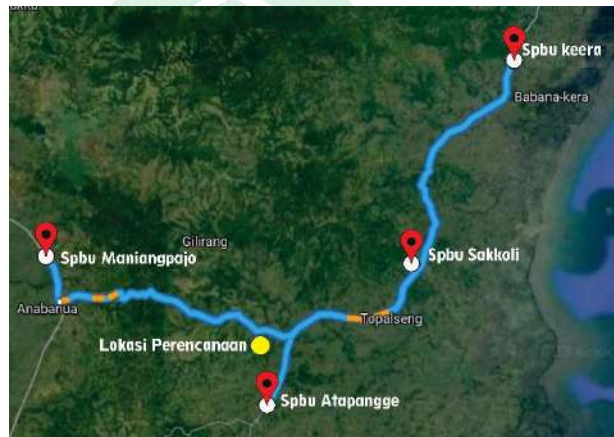 Spbu keera
Babana-kera
Gilirang
Spbu Sakkoli
Spbu Maniangpajo
Anabanua
Topalseng
Lokasi Perencanaan
Spbu Atapangge